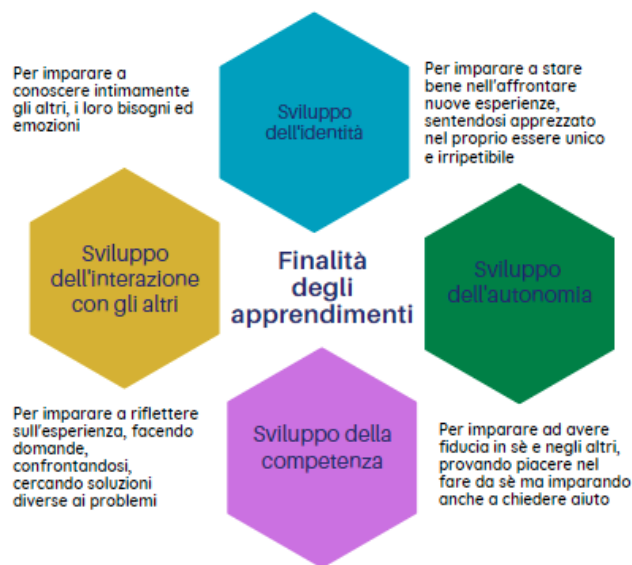 Per imparare a
conoscere intimamente
gli altri, i loro bisogni ed
emozioni
Sviluppo
dell'identità
Per imparare a stare
bene nell'affrontare
nuove esperienze,
sentendosi apprezzato
nel proprio essere unico
e irripetibile
Sviluppo
dell'interazione
con gli altri
Finalità
degli
apprendimenti
Sviluppo
dell'autonomia
Per imparare a riflettere
sull'esperienza, facendo
domande,
confrontandosi,
cercando soluzioni
diverse ai problemi
Sviluppo della
competenza
Per imparare ad avere
fiducia in sè e negli altri,
provando piacere nel
fare da sè ma imparando
anche a chiedere aiuto